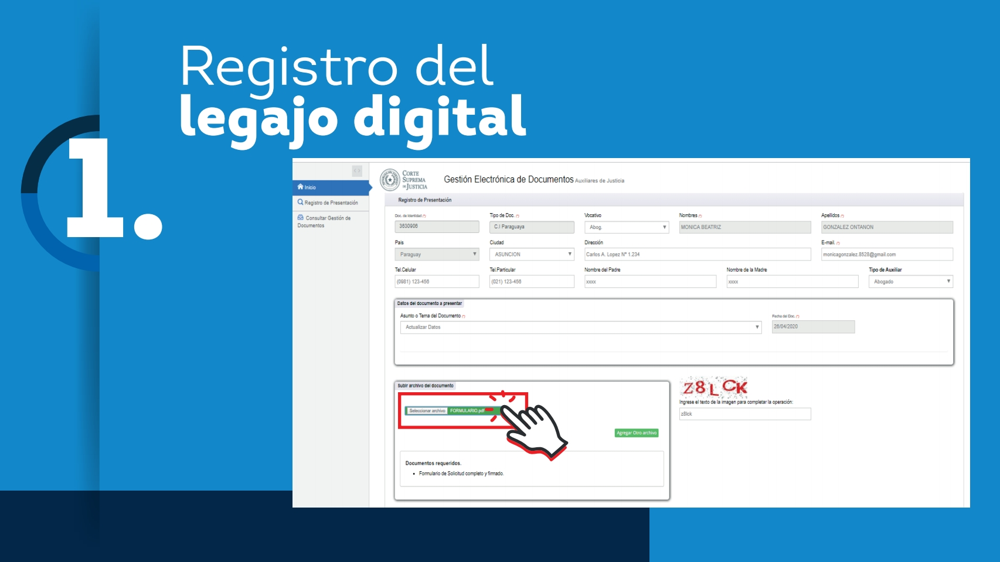 Registro del
legajo digital
1.
CORTE
SUPREMA
DE JUSTICIA
Gestión Electrónica de Documentos Auxiliares de Justicia
Inicio
Registro de Presentación
Consultar Gestión de
Documentos
Registro de Presentación
Doc. de Identidad (*) Tipo de Doc. (*) Vocativo Nombres (*) Apellidos (*)
3630906 C.I Paraguaya Abog. MONICA BEATRIZ GONZALEZ ONTANON
Pais Ciudad Dirección E-mail. (*)
Paraguay ASUNCION Carlos A. Lopez Nº 1.234 monicagonzalez.8528@gmail.com
Tel.Celular Tel.Particular Nombre del Padre Nombre de la Madre Tipo de Auxiliar
(0981) 123-456 (021) 123-456 xxxx xxxx Abogado
Datos del documento a presentar
Asunto o Tema del Documento (*) Fecha del Doc. (*)
Actualizar Datos 26/04/2020
Subir archivo del documento
Seleccionar archivo FORMULARIO.pdf
Agregar Otro archivo
Documentos requeridos.
• Formulario de Solicitud completo y firmado.
Z8LCK
Ingrese el texto de la imagen para completar la operación:
z8lck